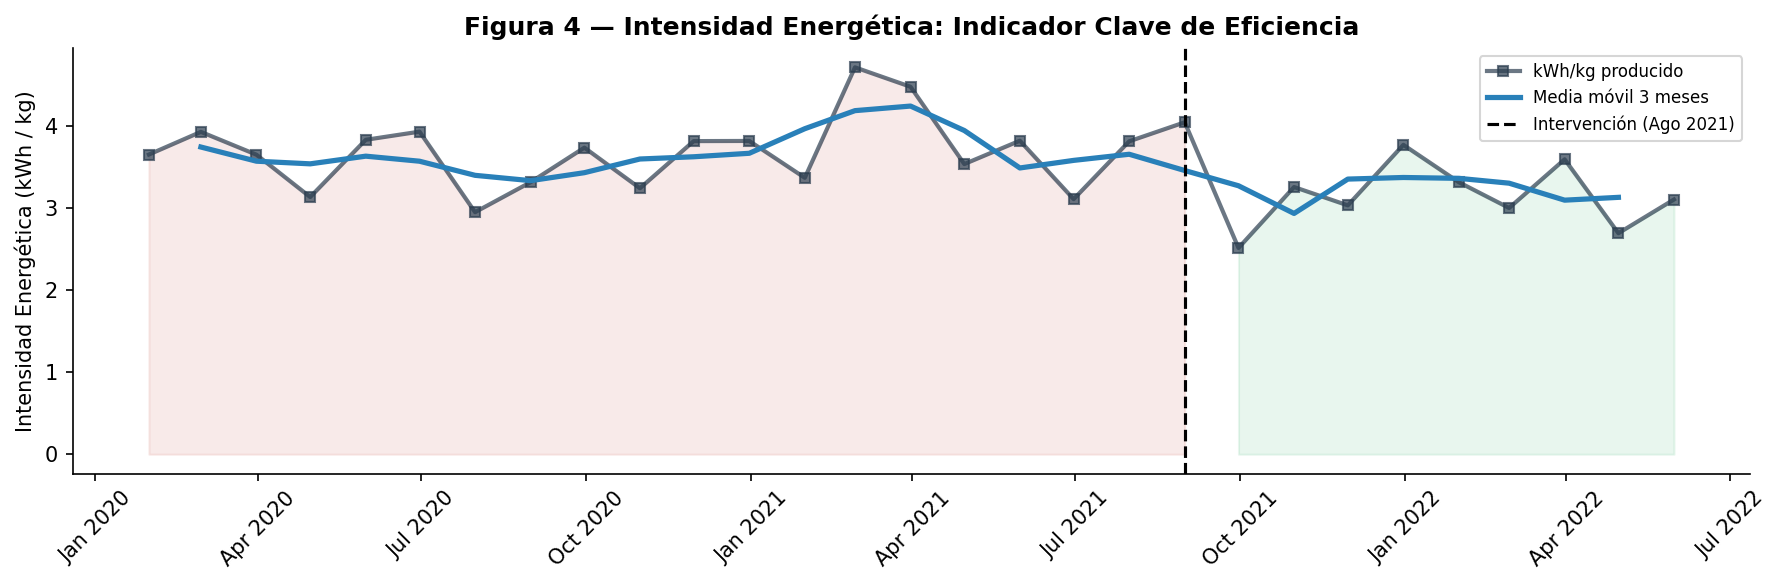 Figura 4 — Intensidad Energética: Indicador Clave de Eficiencia
kWh/kg producido
Media móvil 3 meses
Intervención (Ago 2021)
Intensidad Energética (kWh / kg)
4
3
2
1
0
Jan 2020
Apr 2020
Jul 2020
Oct 2020
Jan 2021
Apr 2021
Jul 2021
Oct 2021
Jan 2022
Apr 2022
Jul 2022